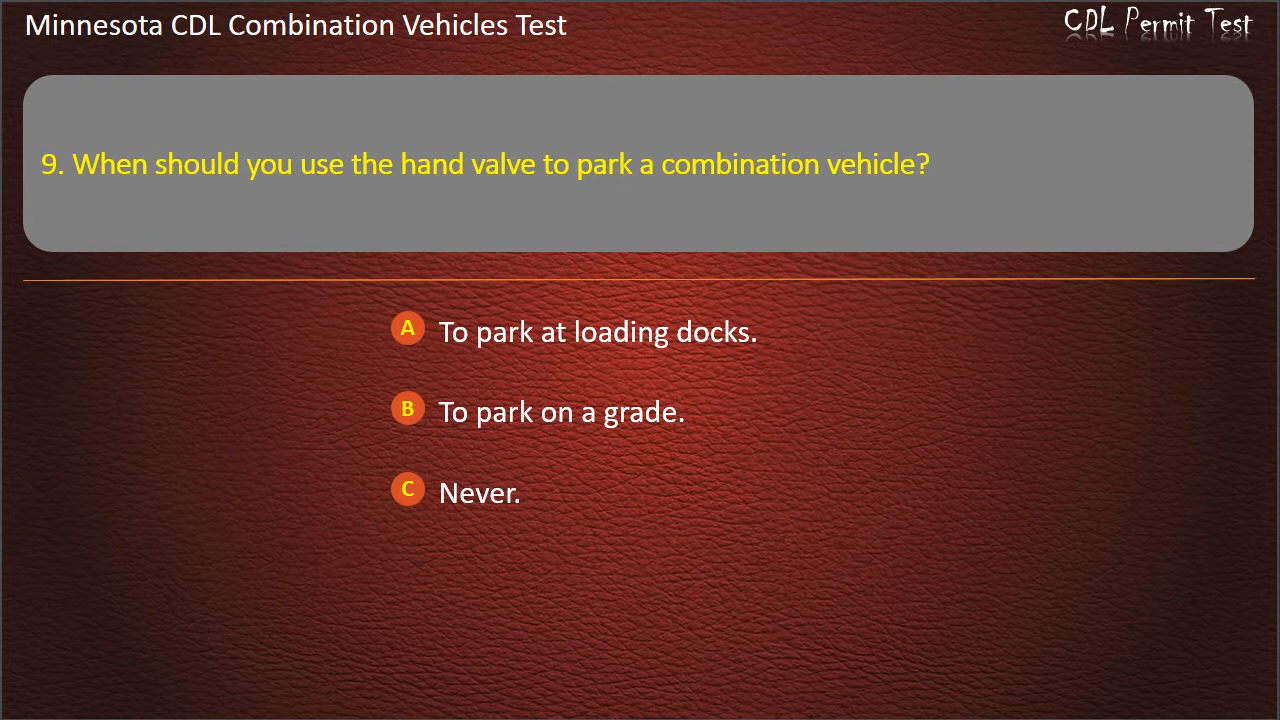 Minnesota CDL Combination Vehicles Test
CDL Permit Test
9. When should you use the hand valve to park a combination vehicle?
A To park at loading docks.
B To park on a grade.
C Never.